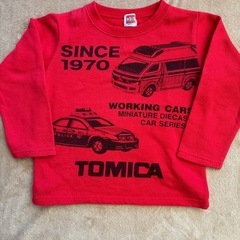 SINCE
1970
WORKING CARS
MINIATURE DIECAST
CAR SERIES
TOMICA